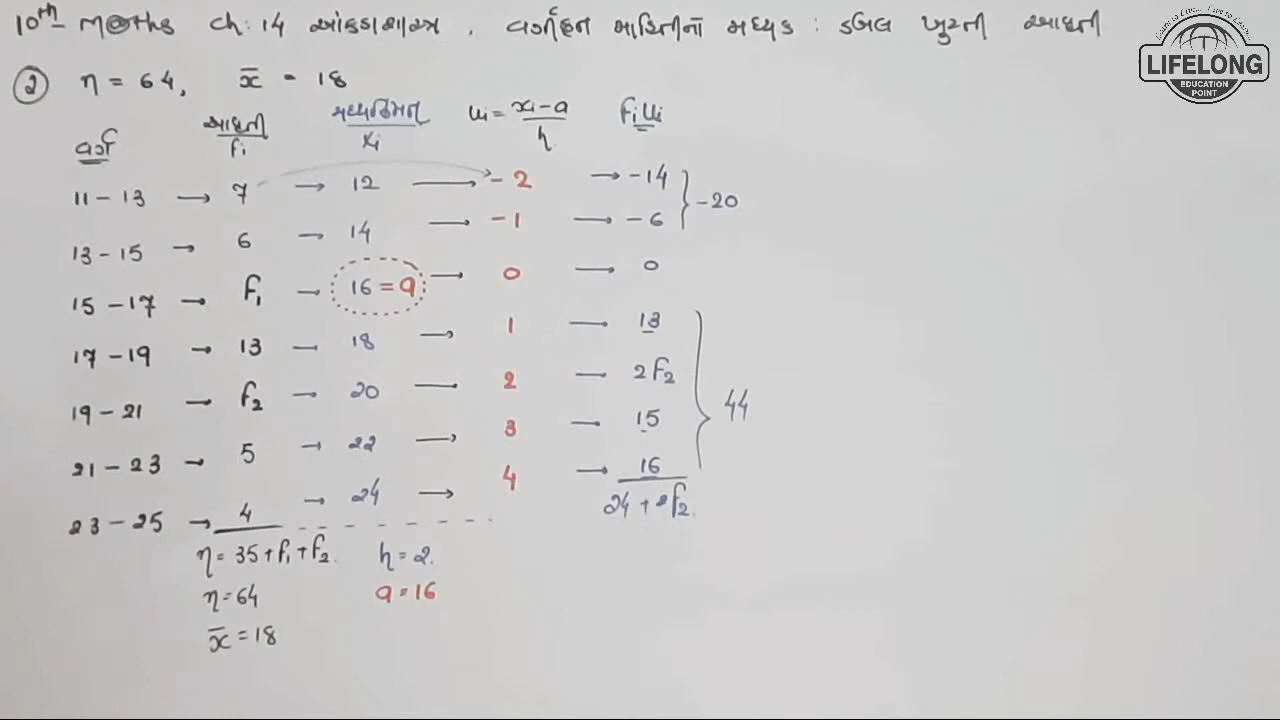 10th Maths ch: 14 આંકડાશાસ્ત્ર . વર્ગીકૃત માહિતીનો મધ્યક : ડબલ ખુટતી આવૃત્તી
LIFELONG
EDUCATION
POINT
② n = 64, x̄ = 18
વર્ગ આવૃત્તી/fi મધ્યકિંમત/xi ui = xi-a/h fiui
11 - 13 → 7 → 12 → -2 → -14 } -20
13 - 15 → 6 → 14 → -1 → -6
15 - 17 → f₁ → 16 = a → 0 → 0
17 - 19 → 13 → 18 → 1 → 13
19 - 21 → f₂ → 20 → 2 → 2f₂ } 44
21 - 23 → 5 → 22 → 3 → 15
23 - 25 → 4 → 24 → 4 → 16
24 + 2f₂
n = 35 + f₁ + f₂. h = 2.
n = 64 a = 16
x̄ = 18